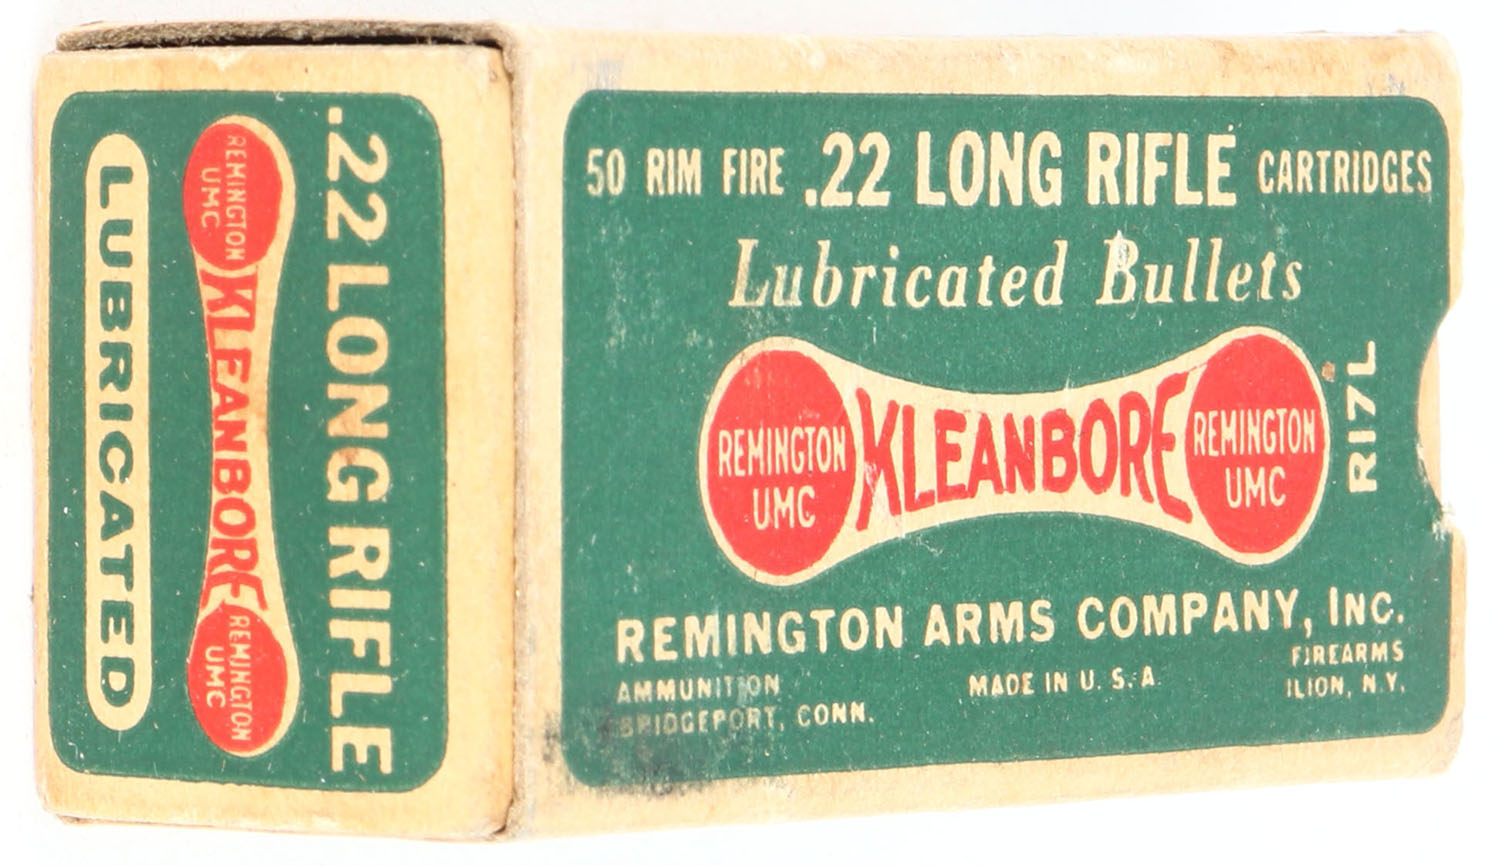 .22 LONG RIFLE
REMINGTON
UMC
KLEANBORE
REMINGTON
UMC
LUBRICATED
50 RIM FIRE .22 LONG RIFLE CARTRIDGES
Lubricated Bullets
REMINGTON
UMC
KLEANBORE
REMINGTON
UMC
R17L
REMINGTON ARMS COMPANY, INC.
AMMUNITION
BRIDGEPORT, CONN.
MADE IN U.S.A.
FIREARMS
ILION, N.Y.